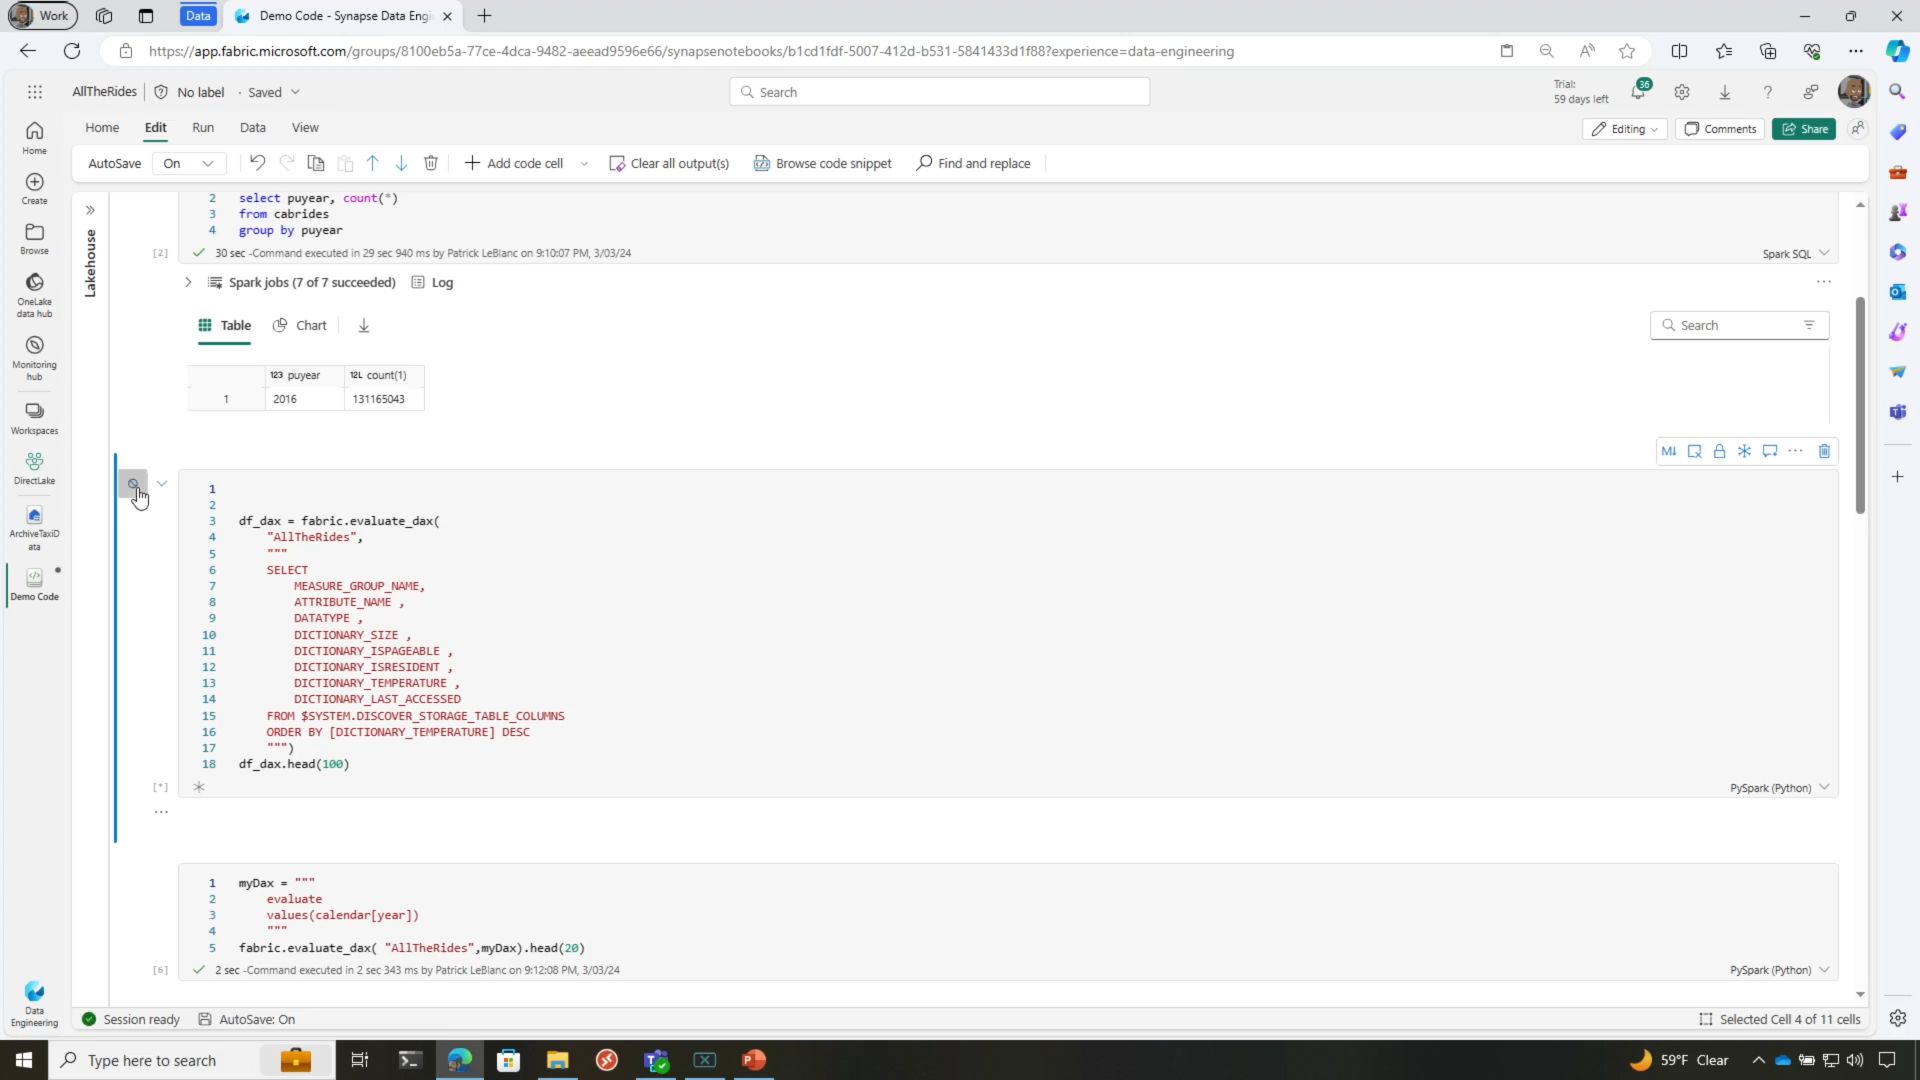 Work
Data
Demo Code - Synapse Data Engi
https://app.fabric.microsoft.com/groups/8100eb5a-77ce-4dca-9482-aeead9596e66/synapsenotebooks/b1cd1fdf-5007-412d-b531-5841433d1f88?experience=data-engineering
AllTheRides No label · Saved
Search
Trial:
59 days left
36
Home Edit Run Data View
Editing Comments Share
AutoSave On
Add code cell
Clear all output(s)
Browse code snippet
Find and replace
Home
Create
Browse
OneLake
data hub
Monitoring
hub
Workspaces
DirectLake
ArchiveTaxiD
ata
Demo Code
Data
Engineering
Lakehouse
2 select puyear, count(*)
3 from cabrides
4 group by puyear
[2] 30 sec -Command executed in 29 sec 940 ms by Patrick LeBlanc on 9:10:07 PM, 3/03/24 Spark SQL
Spark jobs (7 of 7 succeeded) Log
Table Chart Search
123 puyear 12L count(1)
1 2016 131165043
M↓
1
2
3 df_dax = fabric.evaluate_dax(
4 "AllTheRides",
5 """
6 SELECT
7 MEASURE_GROUP_NAME,
8 ATTRIBUTE_NAME ,
9 DATATYPE ,
10 DICTIONARY_SIZE ,
11 DICTIONARY_ISPAGEABLE ,
12 DICTIONARY_ISRESIDENT ,
13 DICTIONARY_TEMPERATURE ,
14 DICTIONARY_LAST_ACCESSED
15 FROM $SYSTEM.DISCOVER_STORAGE_TABLE_COLUMNS
16 ORDER BY [DICTIONARY_TEMPERATURE] DESC
17 """)
18 df_dax.head(100)
[*] PySpark (Python)
1 myDax = """
2 evaluate
3 values(calendar[year])
4 """
5 fabric.evaluate_dax( "AllTheRides",myDax).head(20)
[6] 2 sec -Command executed in 2 sec 343 ms by Patrick LeBlanc on 9:12:08 PM, 3/03/24 PySpark (Python)
Session ready AutoSave: On Selected Cell 4 of 11 cells
Type here to search
59°F Clear